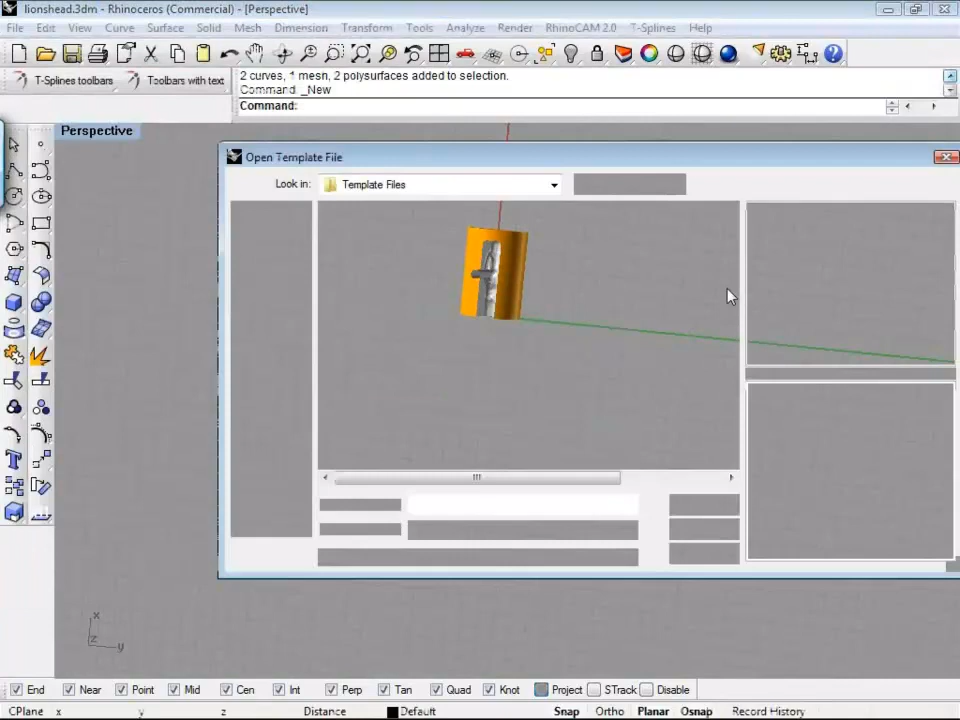 lionshead.3dm - Rhinoceros (Commercial) - [Perspective]
File Edit View Curve Surface Solid Mesh Dimension Transform Tools Analyze Render RhinoCAM 2.0 T-Splines Help
T-Splines toolbars Toolbars with text
2 curves, 1 mesh, 2 polysurfaces added to selection.
Command: _New
Command:
Perspective
Open Template File
Look in: Template Files
x
z y
End Near Point Mid Cen Int Perp Tan Quad Knot Project STrack Disable
CPlane x y z Distance Default Snap Ortho Planar Osnap Record History